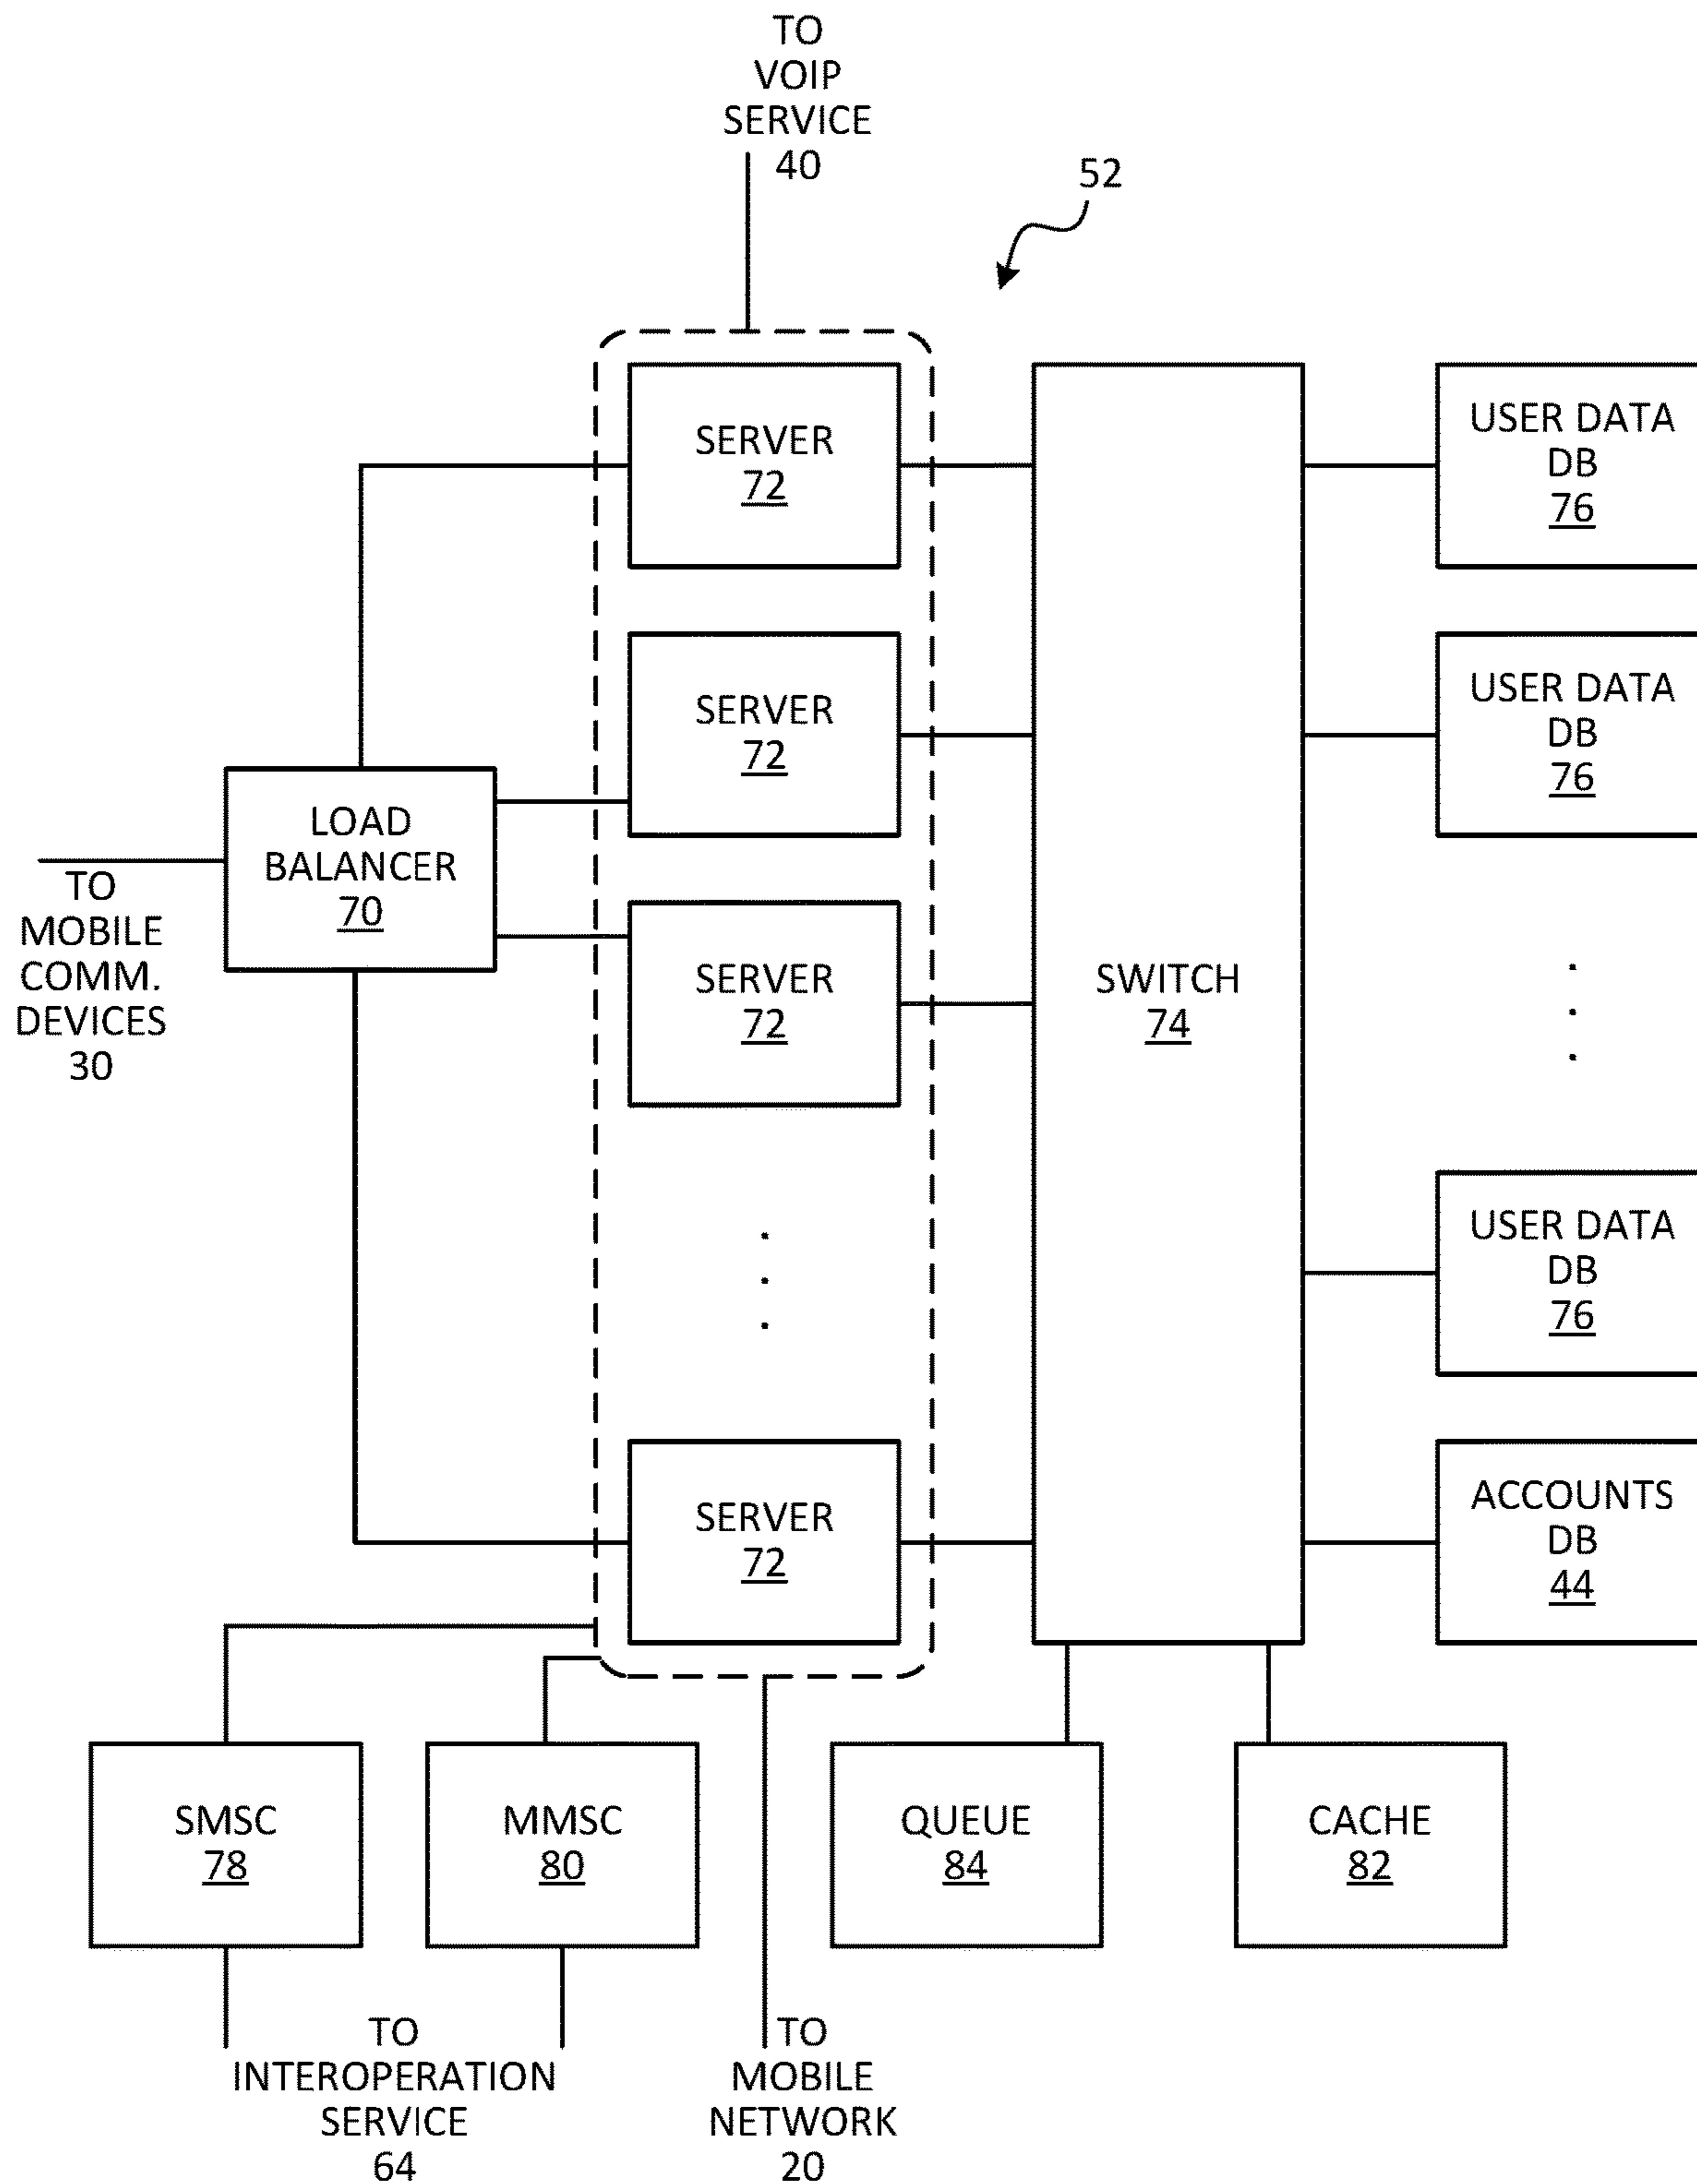 TO
VOIP
SERVICE
40
52
SERVER
72
USER DATA
DB
76
SERVER
72
USER DATA
DB
76
LOAD
BALANCER
70
TO
MOBILE
COMM.
DEVICES
30
SERVER
72
SWITCH
74
USER DATA
DB
76
SERVER
72
ACCOUNTS
DB
44
SMSC
78
MMSC
80
QUEUE
84
CACHE
82
TO
INTEROPERATION
SERVICE
64
TO
MOBILE
NETWORK
20